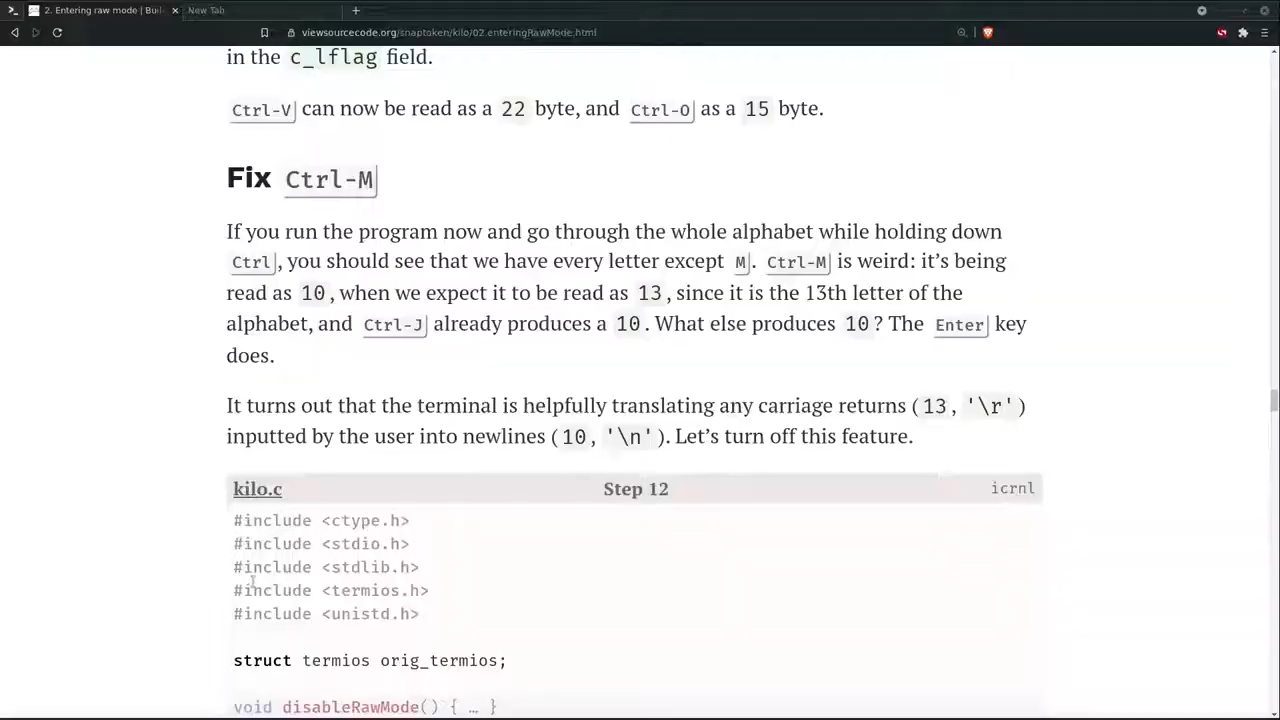 2. Entering raw mode | Buil
New Tab
viewsourcecode.org/snaptoken/kilo/02.enteringRawMode.html
in the c_lflag field.
Ctrl-V can now be read as a 22 byte, and Ctrl-O as a 15 byte.
Fix Ctrl-M
If you run the program now and go through the whole alphabet while holding down
Ctrl, you should see that we have every letter except M. Ctrl-M is weird: it’s being
read as 10, when we expect it to be read as 13, since it is the 13th letter of the
alphabet, and Ctrl-J already produces a 10. What else produces 10? The Enter key
does.
It turns out that the terminal is helpfully translating any carriage returns (13, '\r')
inputted by the user into newlines (10, '\n'). Let’s turn off this feature.
kilo.c Step 12 icrnl
#include <ctype.h>
#include <stdio.h>
#include <stdlib.h>
#include <termios.h>
#include <unistd.h>
struct termios orig_termios;
void disableRawMode() { … }